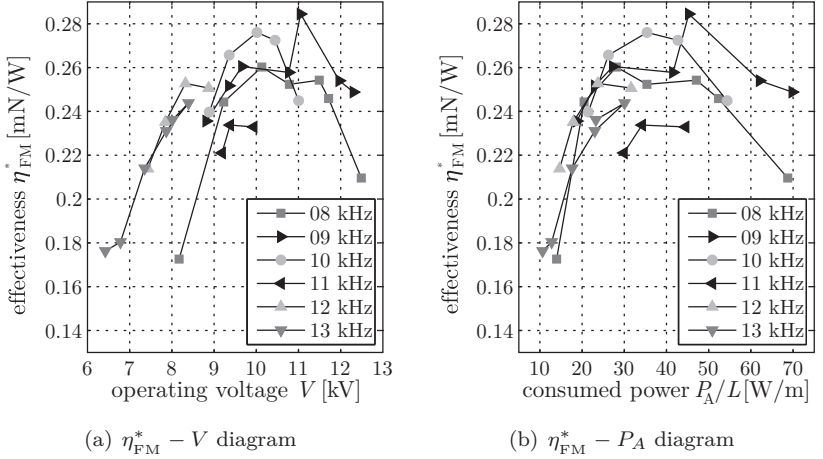 0.28
0.26
0.24
0.22
0.2
0.18
0.16
0.14
effectiveness η*FM [mN/W]
6 7 8 9 10 11 12 13
operating voltage V [kV]
08 kHz
09 kHz
10 kHz
11 kHz
12 kHz
13 kHz
(a) η*FM − V diagram
0.28
0.26
0.24
0.22
0.2
0.18
0.16
0.14
effectiveness η*FM [mN/W]
10 20 30 40 50 60 70
consumed power PA/L[W/m]
08 kHz
09 kHz
10 kHz
11 kHz
12 kHz
13 kHz
(b) η*FM − PA diagram